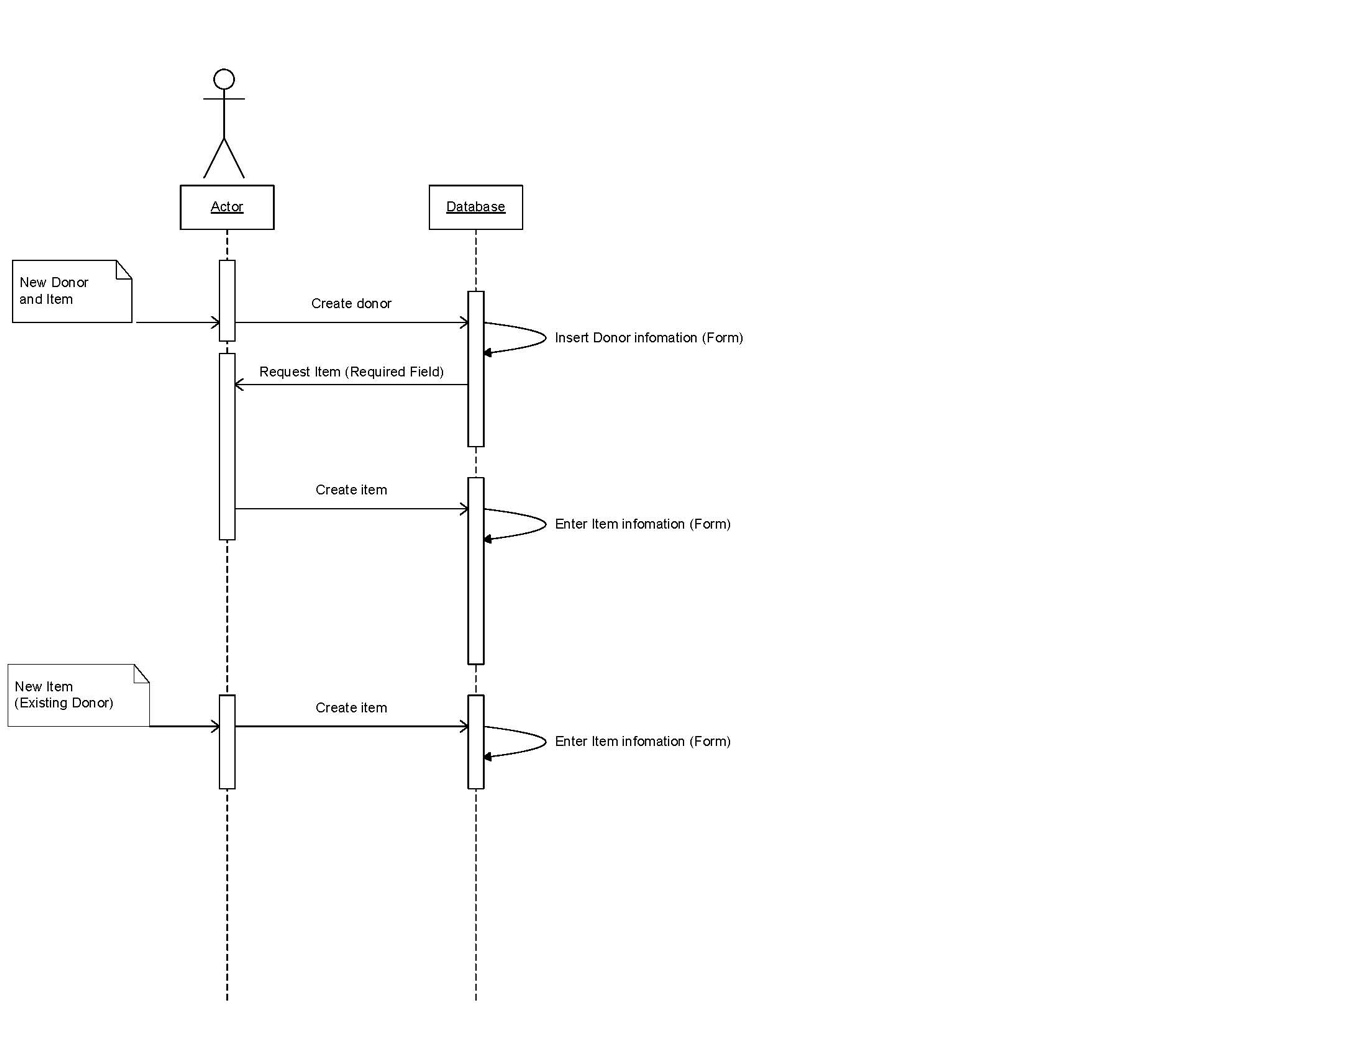 Actor
Database
New Donor
and Item
Create donor
Insert Donor infomation (Form)
Request Item (Required Field)
Create item
Enter Item infomation (Form)
New Item
(Existing Donor)
Create item
Enter Item infomation (Form)